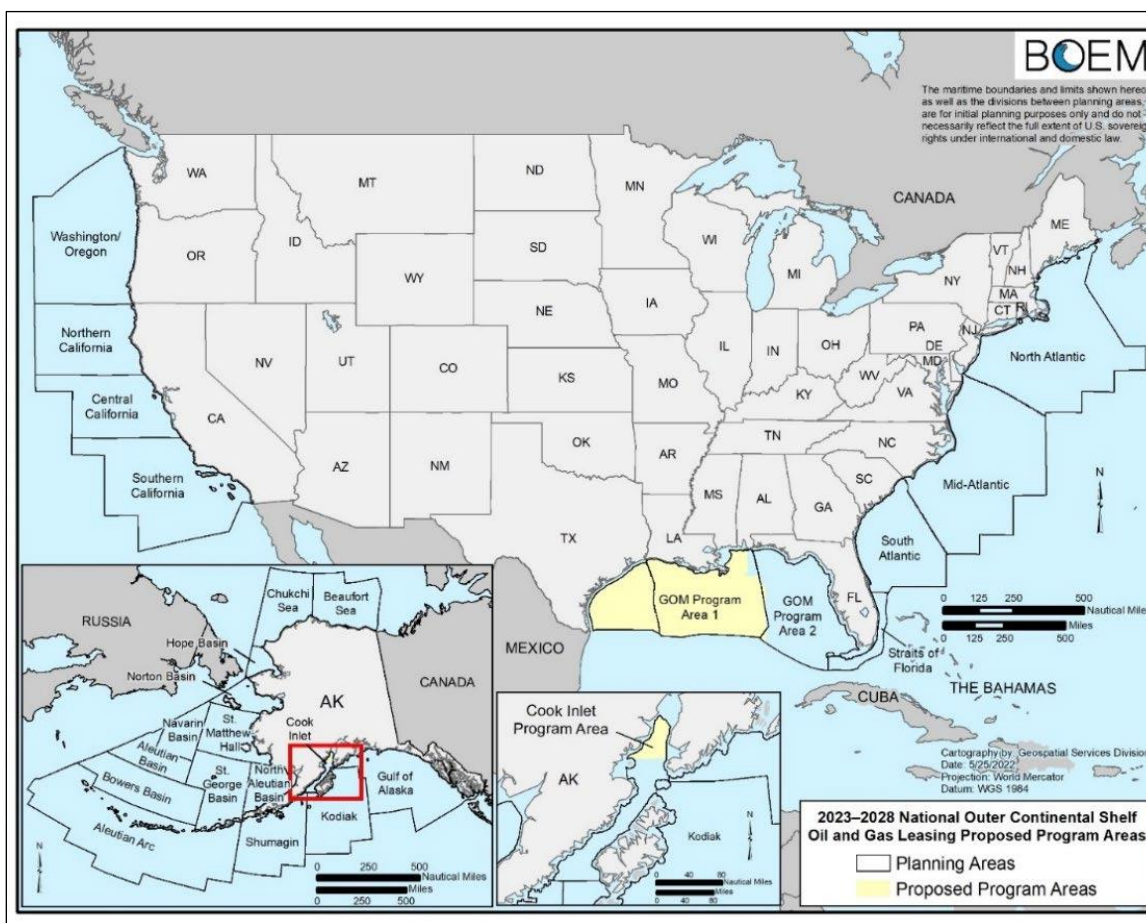 BOEM
The maritime boundaries and limits shown hereo
as well as the divisions between planning areas,
are for initial planning purposes only and do not
necessarily reflect the full extent of U.S. sovereig
rights under international and domestic law.
CANADA
WA
MT
ND
MN
ME
Washington/
Oregon
OR
ID
SD
WI
MI
VT
NH
NY
WY
MA
CT
RI
IA
NE
PA
NJ
Northern
California
NV
UT
CO
IL
IN
OH
DE
MD
North Atlantic
KS
MO
WV
VA
KY
Central
California
CA
OK
TN
NC
AZ
NM
AR
SC
Southern
California
MS
AL
GA
Mid-Atlantic
N
TX
LA
South
Atlantic
GOM Program
Area 1
GOM
Program
Area 2
FL
0 125 250 500
Nautical Miles
Miles
0 125 250 500
MEXICO
Straits of
Florida
CUBA
THE BAHAMAS
Chukchi
Sea
Beaufort
Sea
RUSSIA
Hope Basin
Norton Basin
AK
CANADA
Navarin
Basin
St.
Matthew
Hall
Cook
Inlet
Aleutian
Basin
St.
George
Basin
North
Aleutian
Basin
Gulf of
Alaska
Bowers Basin
Kodiak
Aleutian Arc
Shumagin
N
0 250 500
Nautical Miles
Miles
0 250 500
Cook Inlet
Program Area
AK
Kodiak
N
0 40 80
Nautical Miles
Miles
0 40 80
Cartography by: Geospatial Services Division
Date: 5/25/2022
Projection: World Mercator
Datum: WGS 1984
2023–2028 National Outer Continental Shelf
Oil and Gas Leasing Proposed Program Areas
Planning Areas
Proposed Program Areas